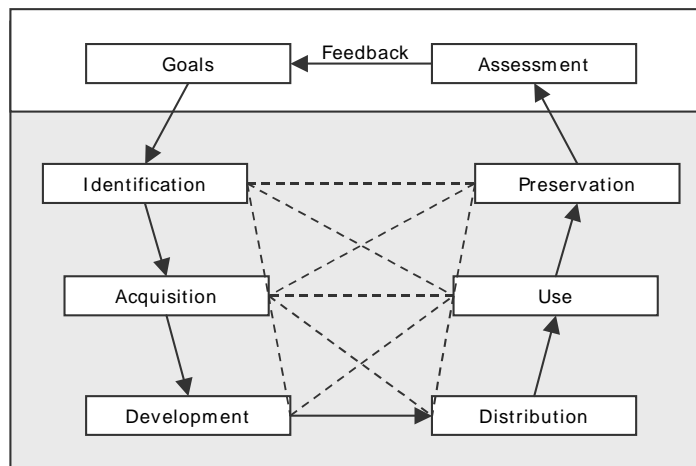 Goals
Feedback
Assessment
Identification
Preservation
Acquisition
Use
Development
Distribution